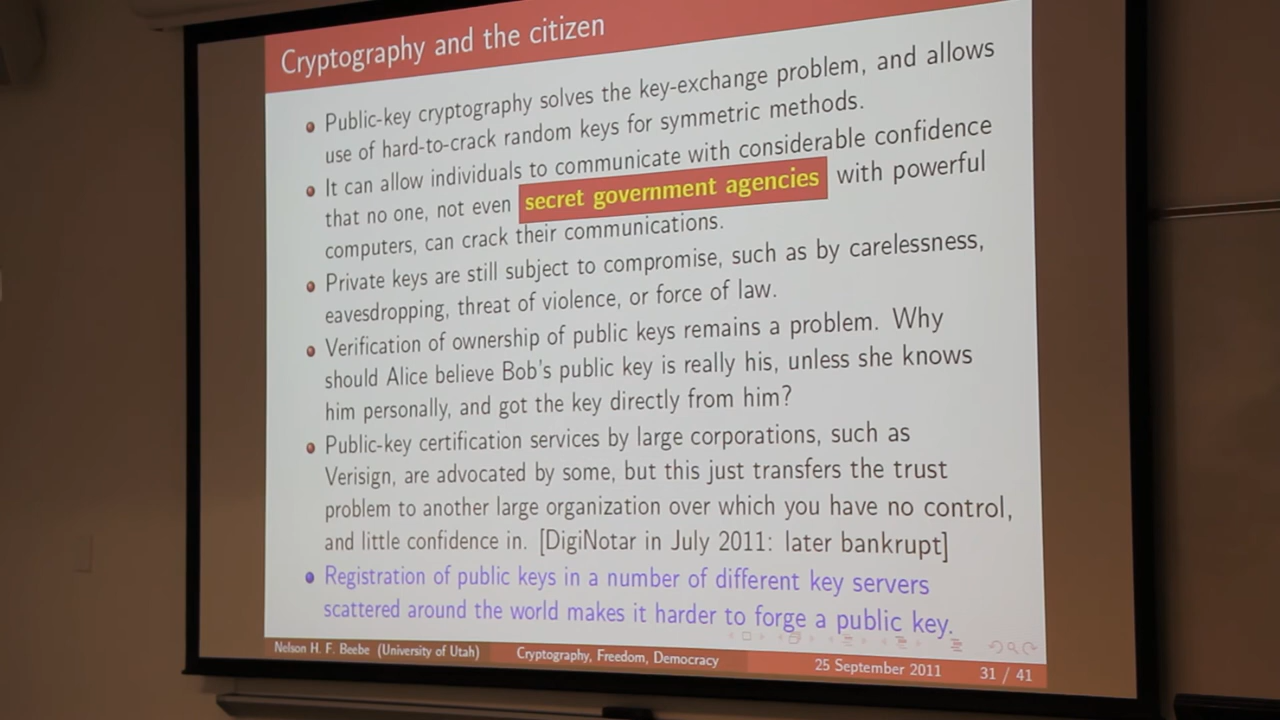 Cryptography and the citizen
Public-key cryptography solves the key-exchange problem, and allows
use of hard-to-crack random keys for symmetric methods.
It can allow individuals to communicate with considerable confidence
that no one, not even secret government agencies with powerful
computers, can crack their communications.
Private keys are still subject to compromise, such as by carelessness,
eavesdropping, threat of violence, or force of law.
Verification of ownership of public keys remains a problem. Why
should Alice believe Bob's public key is really his, unless she knows
him personally, and got the key directly from him?
Public-key certification services by large corporations, such as
Verisign, are advocated by some, but this just transfers the trust
problem to another large organization over which you have no control,
and little confidence in. [DigiNotar in July 2011: later bankrupt]
Registration of public keys in a number of different key servers
scattered around the world makes it harder to forge a public key.
Nelson H. F. Beebe (University of Utah) Cryptography, Freedom, Democracy 25 September 2011 31 / 41